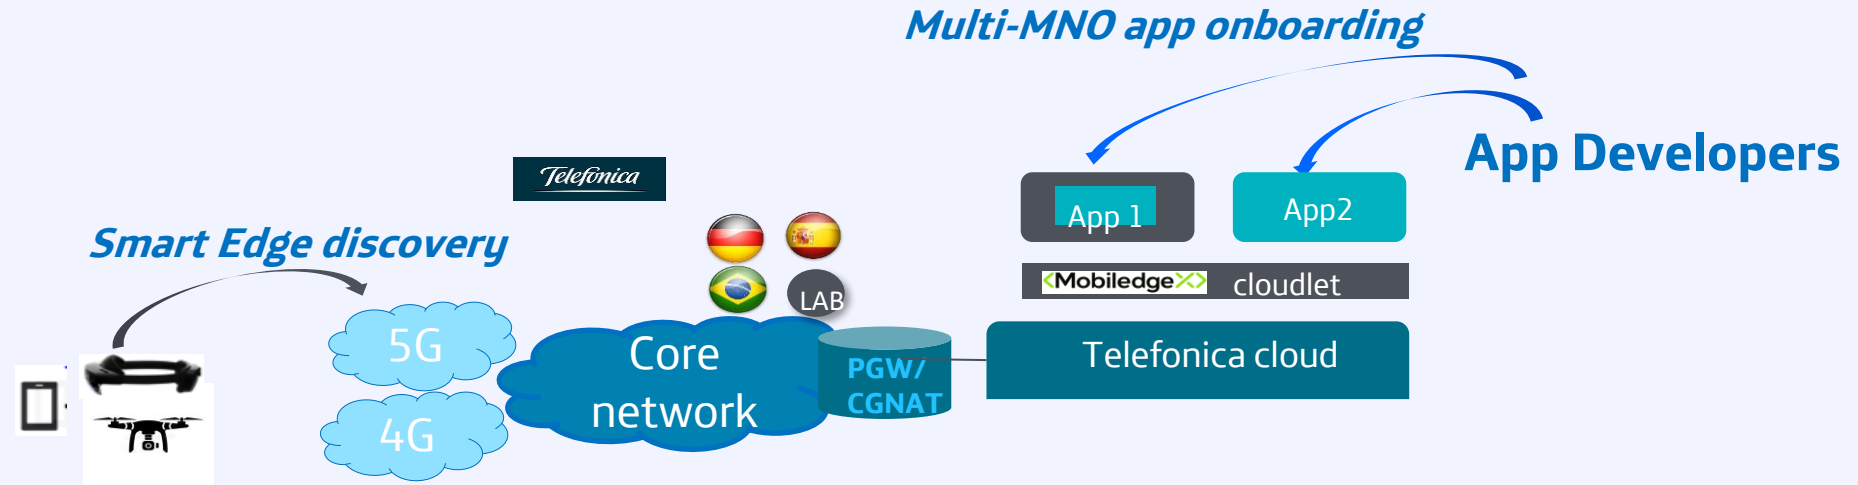 Multi-MNO app onboarding
App Developers
Telefónica
App 1
App2
Smart Edge discovery
LAB
<MobiledgeX> cloudlet
5G
Core
network
PGW/
CGNAT
Telefonica cloud
4G